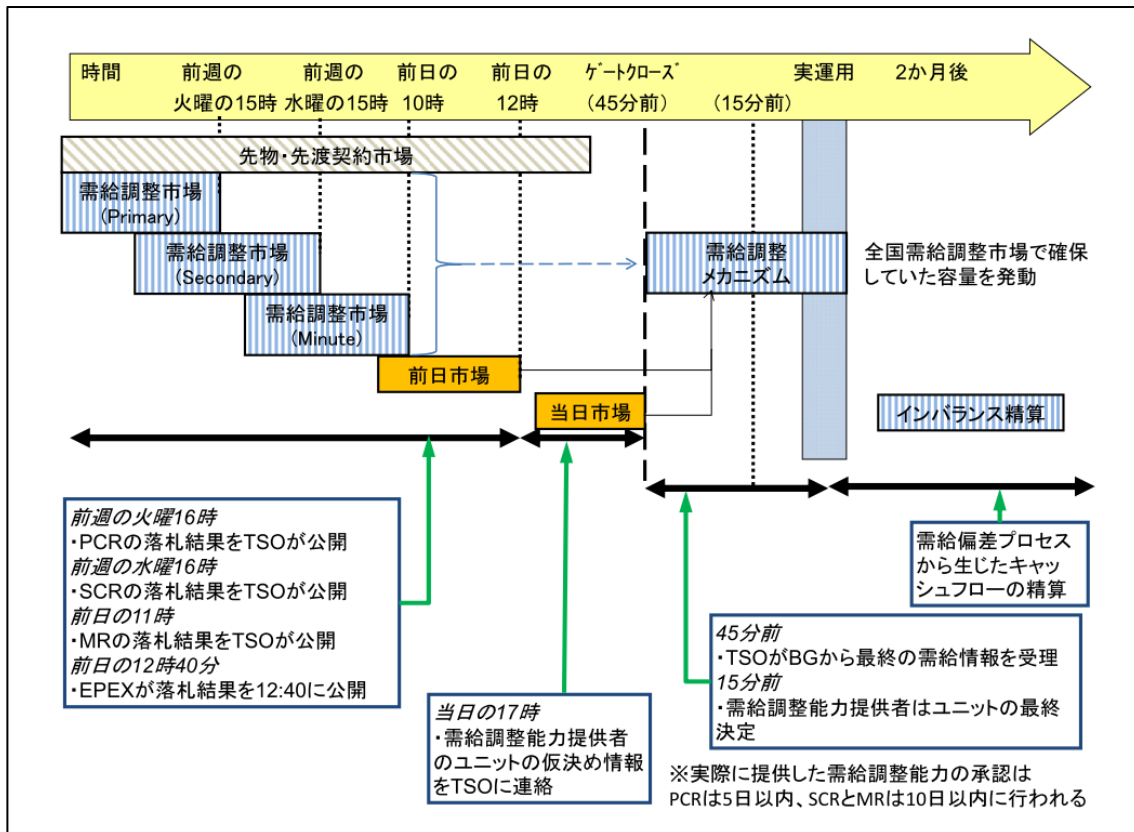 時間
前週の
火曜の15時
前週の
水曜の15時
前日の
10時
前日の
12時
ｹﾞｰﾄｸﾛｰｽﾞ
(45分前)
(15分前)
実運用
2か月後
先物・先渡契約市場
需給調整市場
(Primary)
需給調整市場
(Secondary)
需給調整市場
(Minute)
需給調整
メカニズム
全国需給調整市場で確保
していた容量を発動
前日市場
当日市場
インバランス精算
前週の火曜16時
・PCRの落札結果をTSOが公開
前週の水曜16時
・SCRの落札結果をTSOが公開
前日の11時
・MRの落札結果をTSOが公開
前日の12時40分
・EPEXが落札結果を12:40に公開
当日の17時
・需給調整能力提供者
のユニットの仮決め情報
をTSOに連絡
45分前
・TSOがBGから最終の需給情報を受理
15分前
・需給調整能力提供者はユニットの最終
決定
需給偏差プロセス
から生じたキャッ
シュフローの精算
※実際に提供した需給調整能力の承認は
PCRは5日以内、SCRとMRは10日以内に行われる